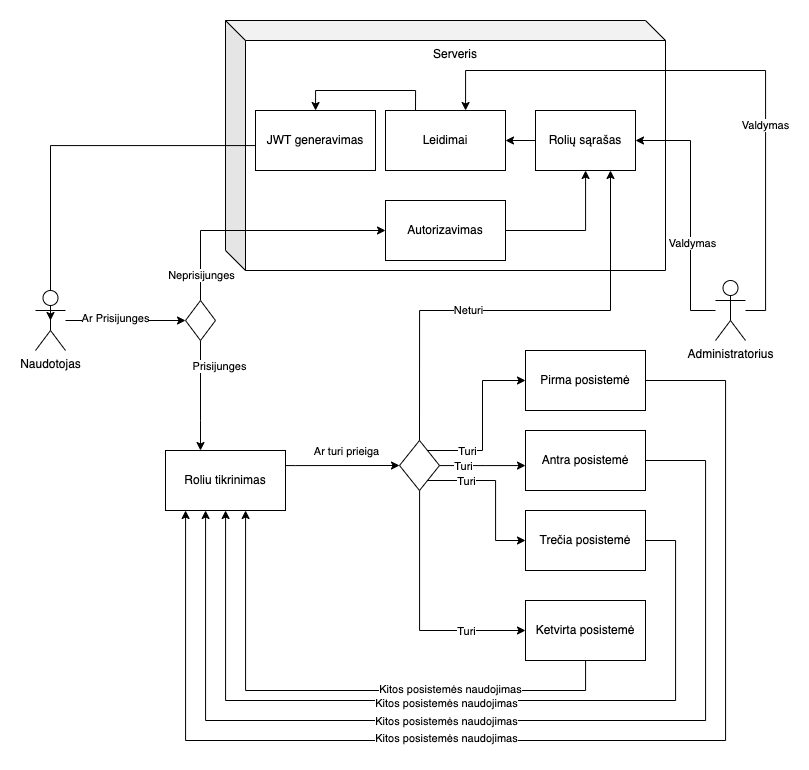 Serveris
Valdymas
JWT generavimas
Leidimai
Rolių sąrašas
Autorizavimas
Valdymas
Neprisijunges
Neturi
Ar Prisijunges
Naudotojas
Administratorius
Prisijunges
Pirma posistemė
Ar turi prieiga
Turi
Antra posistemė
Turi
Roliu tikrinimas
Turi
Trečia posistemė
Turi
Ketvirta posistemė
Kitos posistemės naudojimas
Kitos posistemės naudojimas
Kitos posistemės naudojimas
Kitos posistemės naudojimas